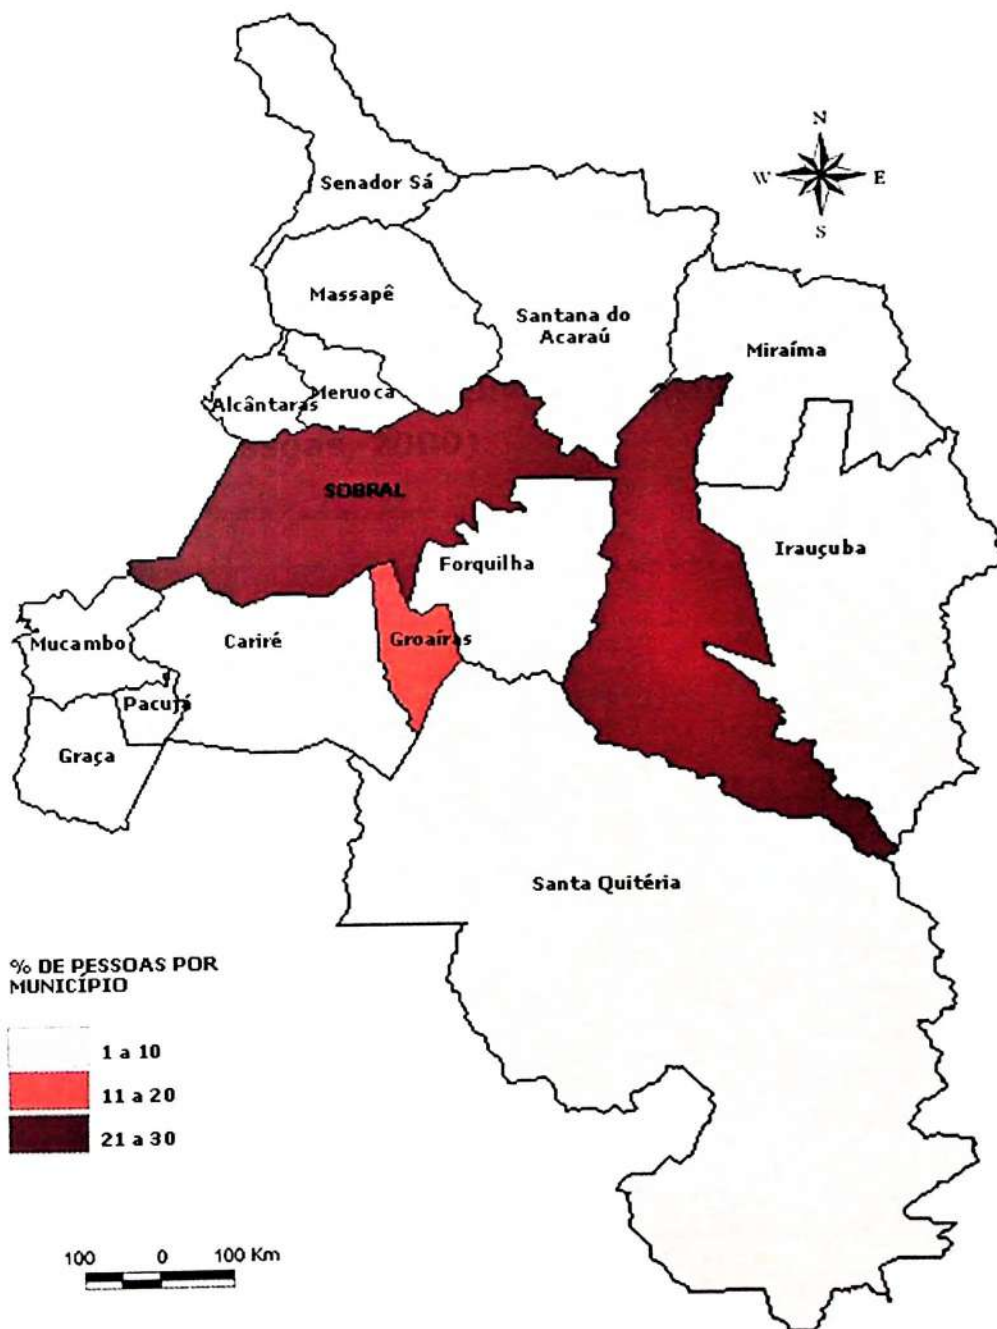 N
W E
S
Senador Sá
Massapê
Santana do
Acaraú
Miraíma
Alcântaras
Meruoca
SOBRAL
Forquilha
Irauçuba
Mucambo
Cariré
Groaíras
Pacujá
Graça
Santa Quitéria
% DE PESSOAS POR
MUNICÍPIO
1 a 10
11 a 20
21 a 30
100 0 100 Km